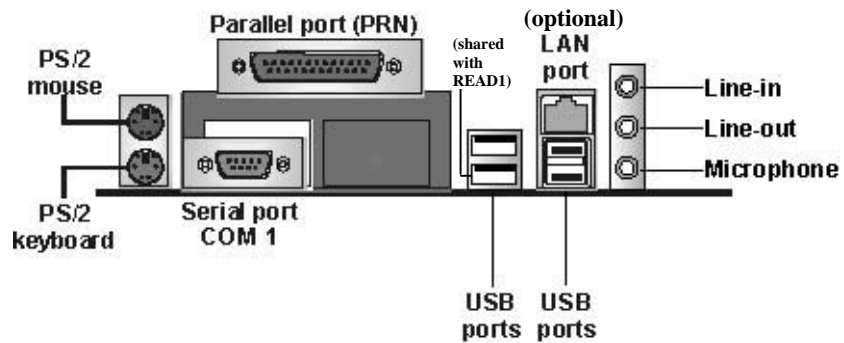 (optional)
Parallel port (PRN)
(shared
with
READ1)
LAN
port
PS/2
mouse
Line-in
Line-out
Microphone
PS/2
keyboard
Serial port
COM 1
USB
ports
USB
ports